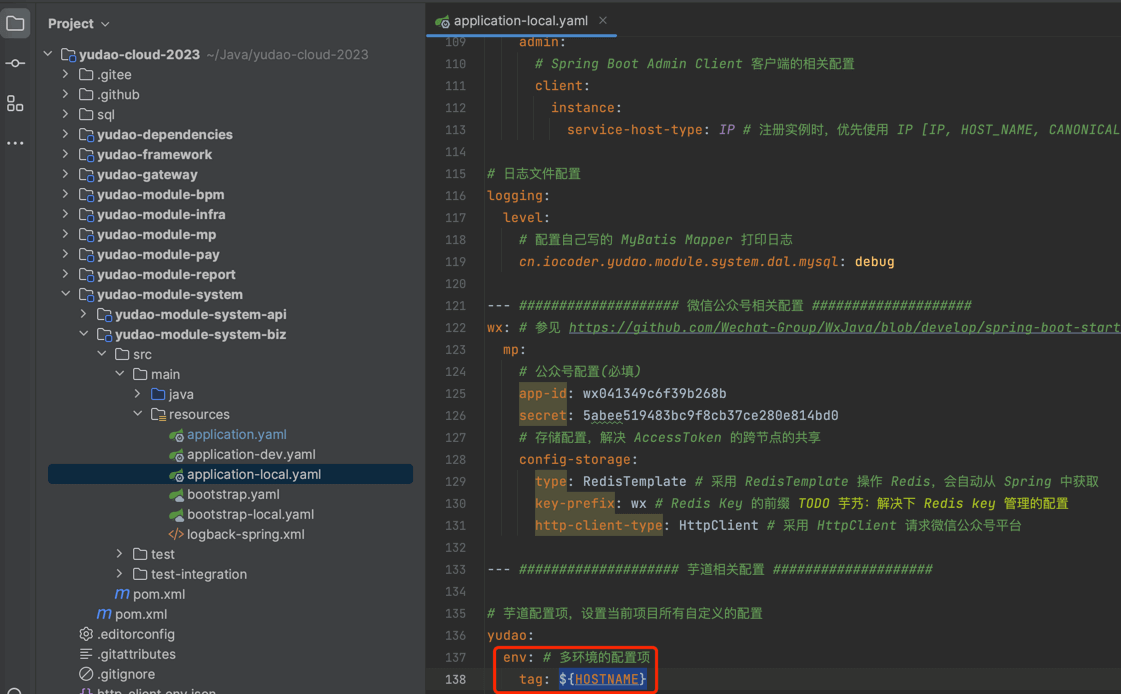 Project
yudao-cloud-2023 ~/Java/yudao-cloud-2023
.gitee
.github
sql
yudao-dependencies
yudao-framework
yudao-gateway
yudao-module-bpm
yudao-module-infra
yudao-module-mp
yudao-module-pay
yudao-module-report
yudao-module-system
yudao-module-system-api
yudao-module-system-biz
src
main
java
resources
application.yaml
application-dev.yaml
application-local.yaml
bootstrap.yaml
bootstrap-local.yaml
</> logback-spring.xml
test
test-integration
m pom.xml
m pom.xml
.editorconfig
.gitattributes
.gitignore
http-client.env.json
application-local.yaml ×
109 admin:
110 # Spring Boot Admin Client 客户端的相关配置
111 client:
112 instance:
113 service-host-type: IP # 注册实例时，优先使用 IP [IP, HOST_NAME, CANONICAL
114
115 # 日志文件配置
116 logging:
117 level:
118 # 配置自己写的 MyBatis Mapper 打印日志
119 cn.iocoder.yudao.module.system.dal.mysql: debug
120
121 --- #################### 微信公众号相关配置 ####################
122 wx: # 参见 https://github.com/Wechat-Group/WxJava/blob/develop/spring-boot-start
123 mp:
124 # 公众号配置(必填)
125 app-id: wx041349c6f39b268b
126 secret: 5abee519483bc9f8cb37ce280e814bd0
127 # 存储配置，解决 AccessToken 的跨节点的共享
128 config-storage:
129 type: RedisTemplate # 采用 RedisTemplate 操作 Redis，会自动从 Spring 中获取
130 key-prefix: wx # Redis Key 的前缀 TODO 芋艿：解决下 Redis key 管理的配置
131 http-client-type: HttpClient # 采用 HttpClient 请求微信公众号平台
132
133 --- #################### 芋道相关配置 ####################
134
135 # 芋道配置项，设置当前项目所有自定义的配置
136 yudao:
137 env: # 多环境的配置项
138 tag: ${HOSTNAME}